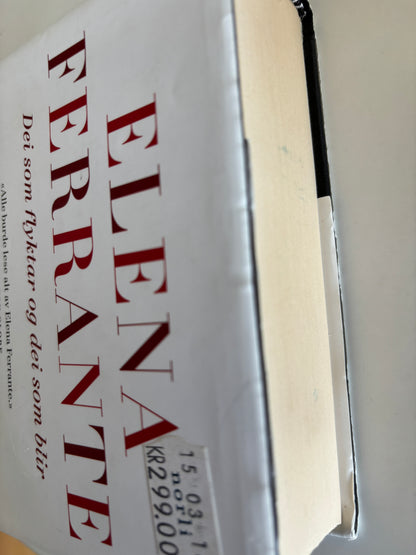 ELENA
FERRANTE
Dei som flyktar og dei som blir
«Alle burde lese alt av Elena Ferrante.»
15 03 1
norli
KR299.00